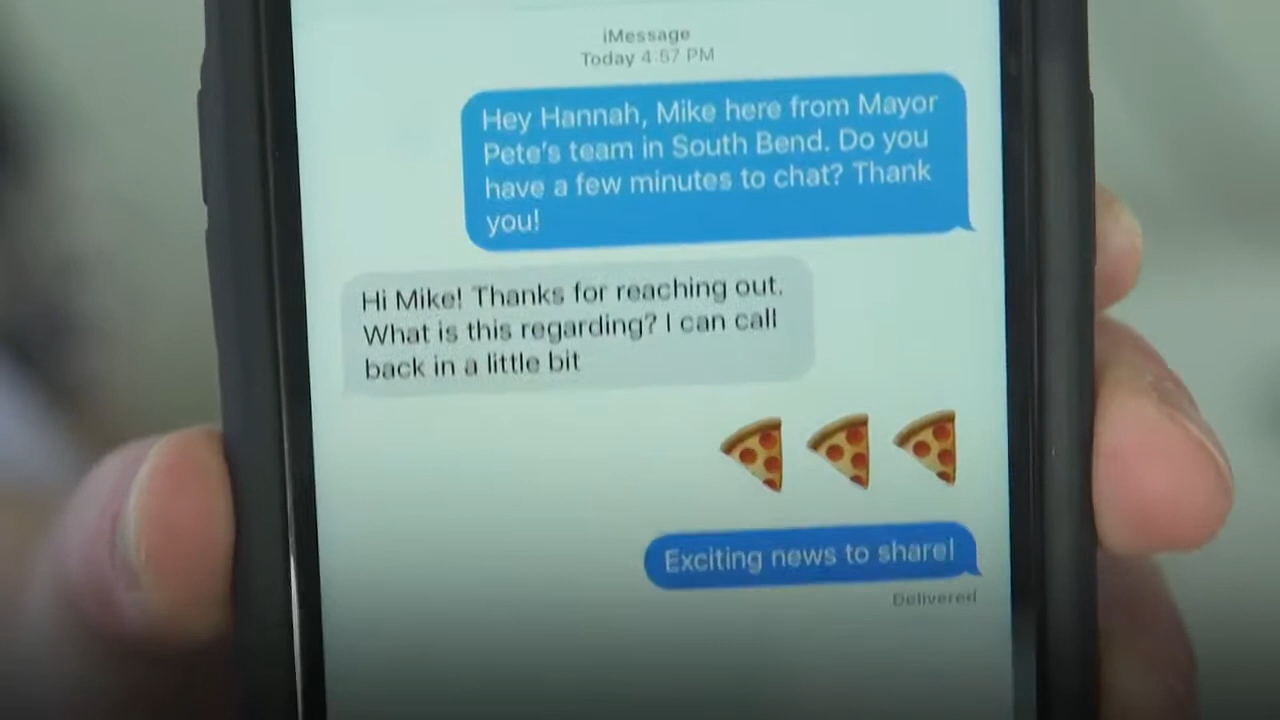 iMessage
Today 4:57 PM
Hey Hannah, Mike here from Mayor
Pete's team in South Bend. Do you
have a few minutes to chat? Thank
you!
Hi Mike! Thanks for reaching out.
What is this regarding? I can call
back in a little bit
Exciting news to share!
Delivered